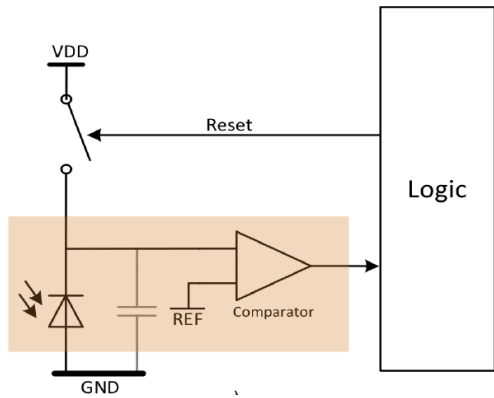 VDD
Reset
Logic
REF
Comparator
GND
)